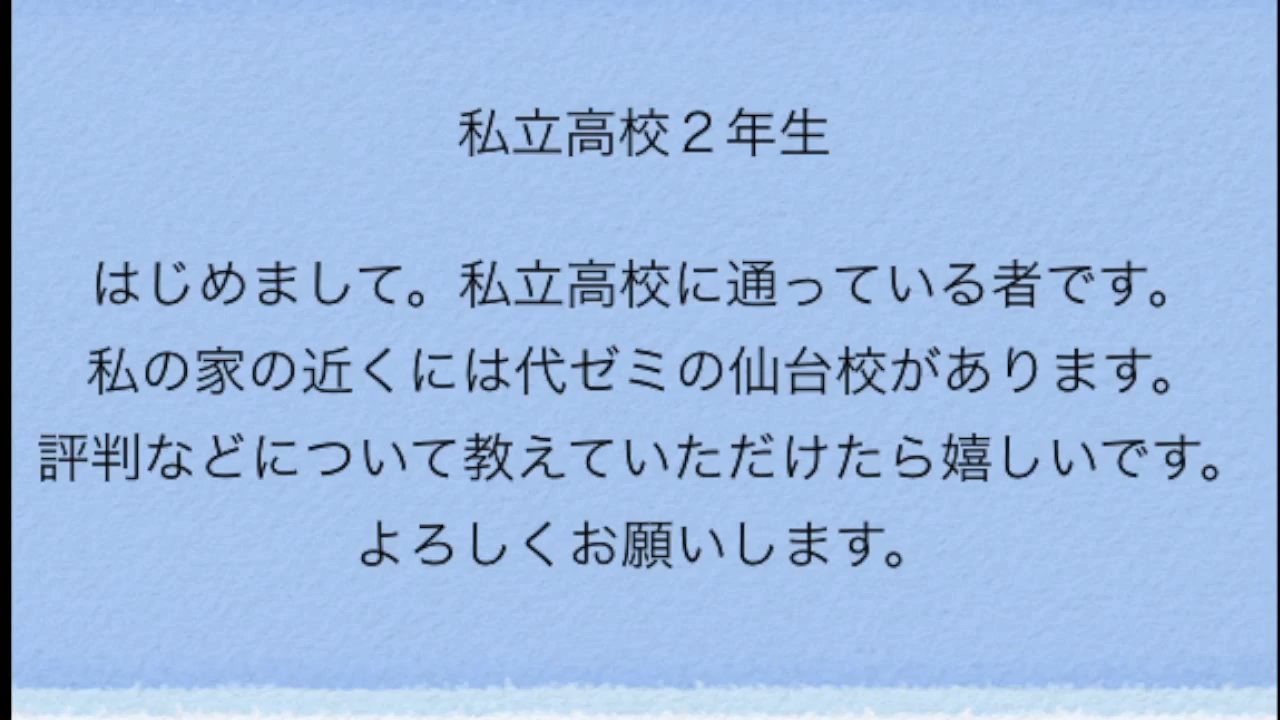 私立高校２年生
はじめまして。私立高校に通っている者です。
私の家の近くには代ゼミの仙台校があります。
評判などについて教えていただけたら嬉しいです。
よろしくお願いします。